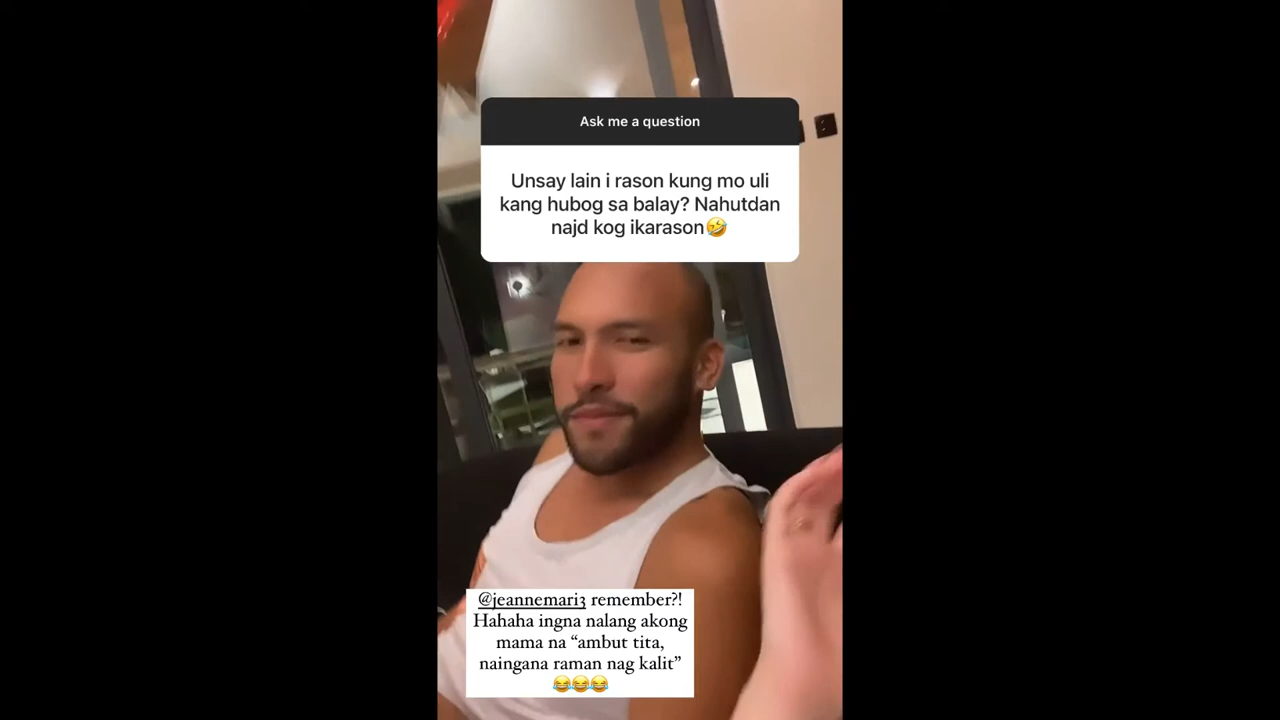 Ask me a question
Unsay lain i rason kung mo uli
kang hubog sa balay? Nahutdan
najd kog ikarason🤣
@jeannemari3 remember?!
Hahaha ingna nalang akong
mama na “ambut tita,
naingana raman nag kalit”
😂😂😂